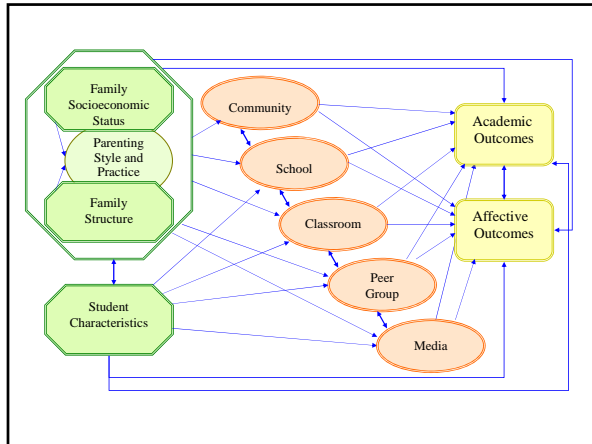 Family
Socioeconomic
Status
Parenting
Style and
Practice
Family
Structure
Student
Characteristics
Community
School
Classroom
Peer
Group
Media
Academic
Outcomes
Affective
Outcomes